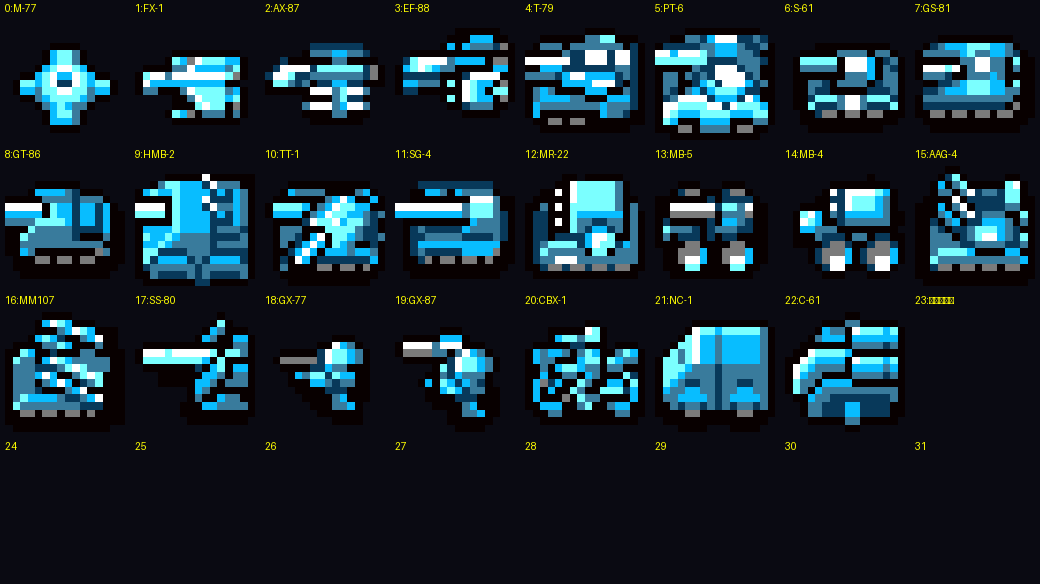 0:M-77 1:FX-1 2:AX-87 3:EF-88 4:T-79 5:PT-6 6:S-61 7:GS-81
8:GT-86 9:HMB-2 10:TT-1 11:SG-4 12:MR-22 13:MB-5 14:MB-4 15:AAG-4
16:MM107 17:SS-80 18:GX-77 19:GX-87 20:CBX-1 21:NC-1 22:C-61 23:
24 25 26 27 28 29 30 31